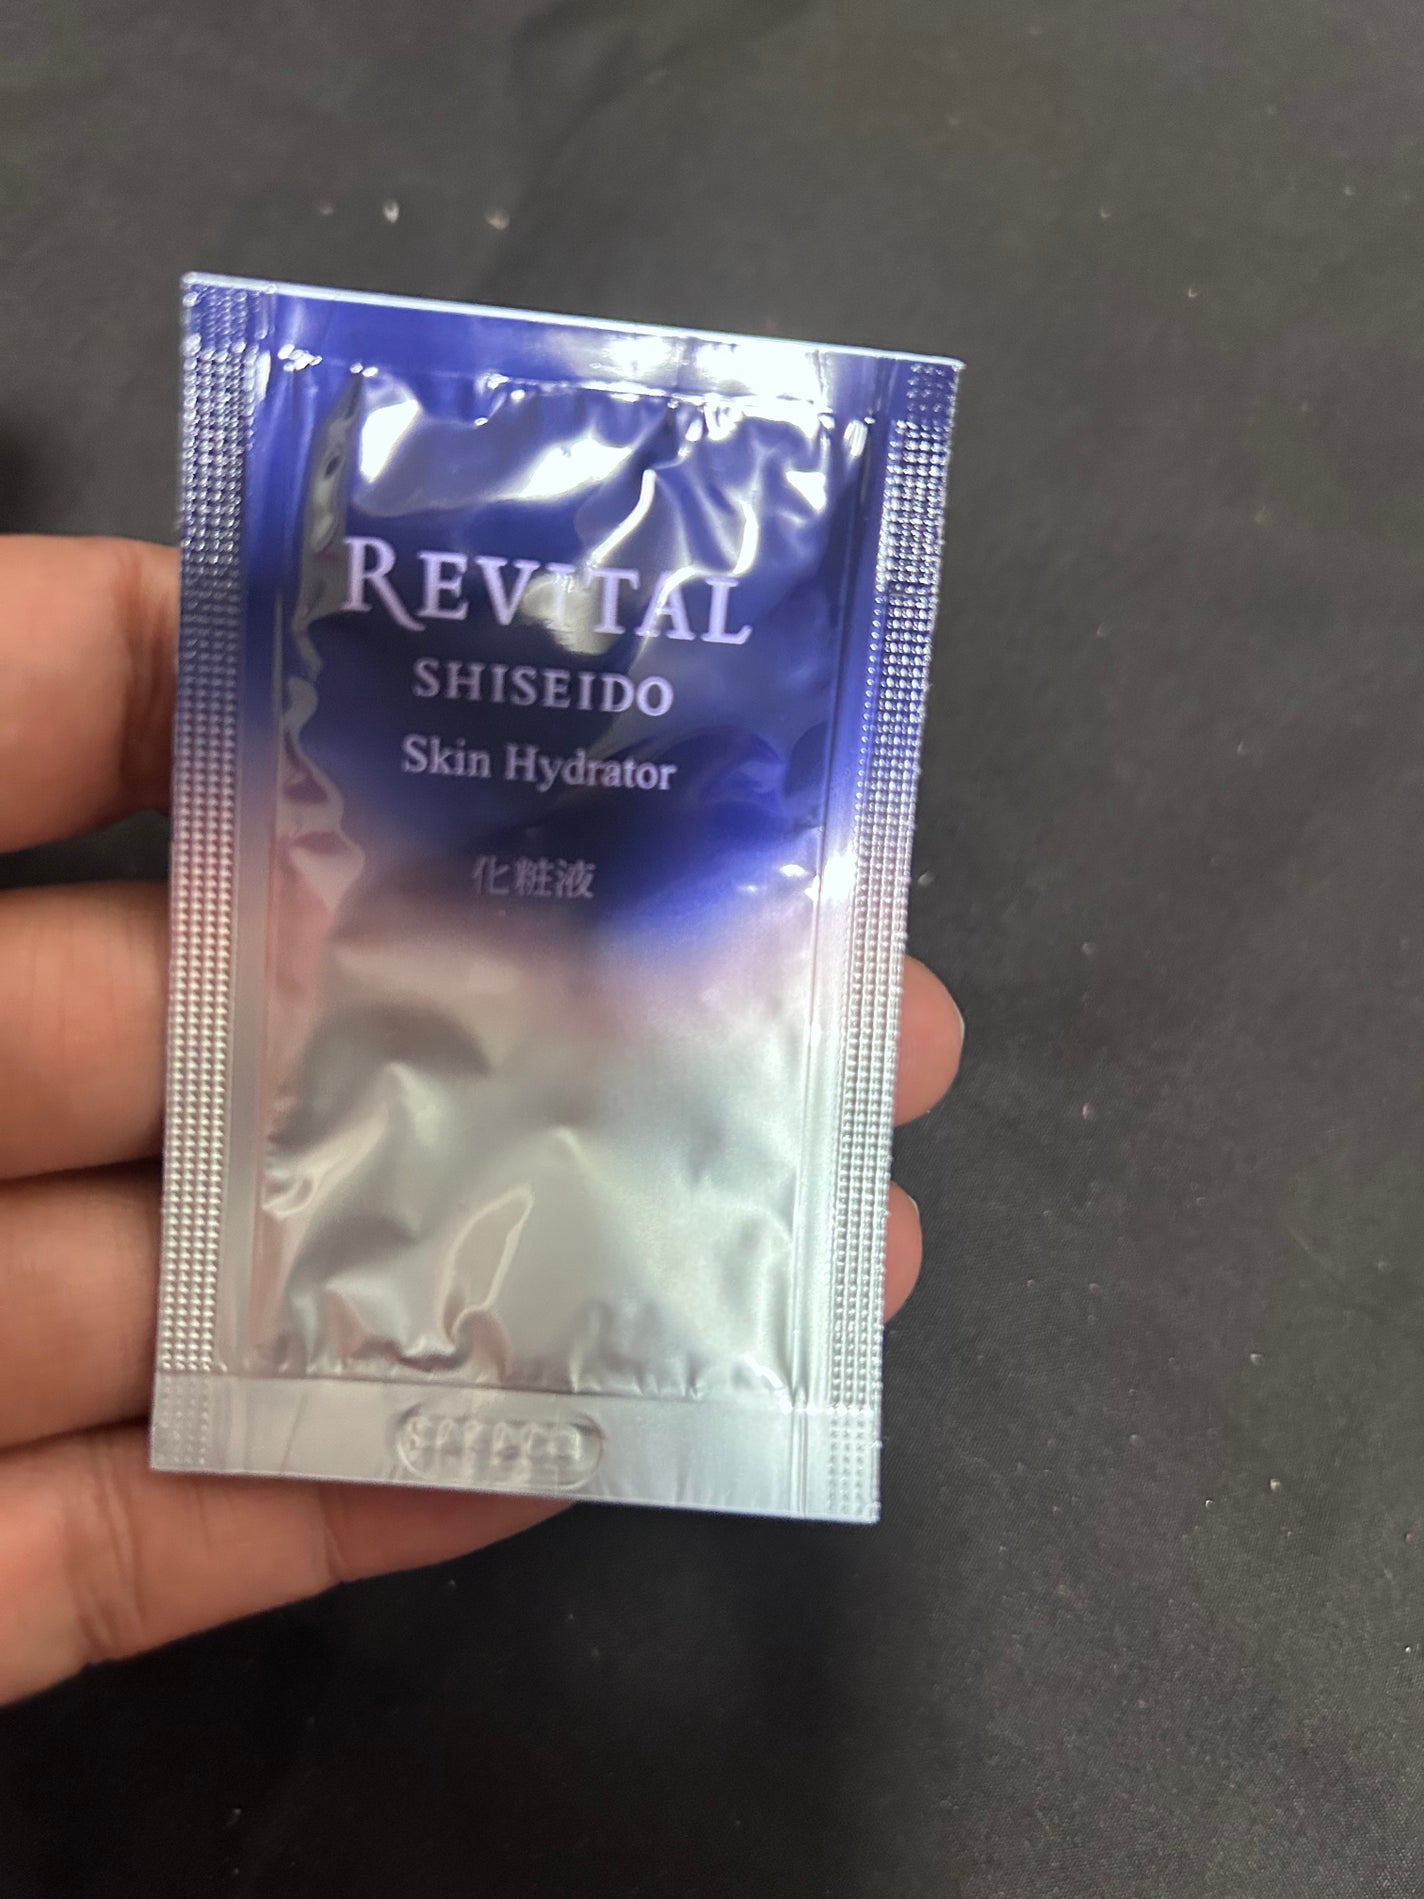 REVITAL
SHISEIDO
Skin Hydrator
化粧液